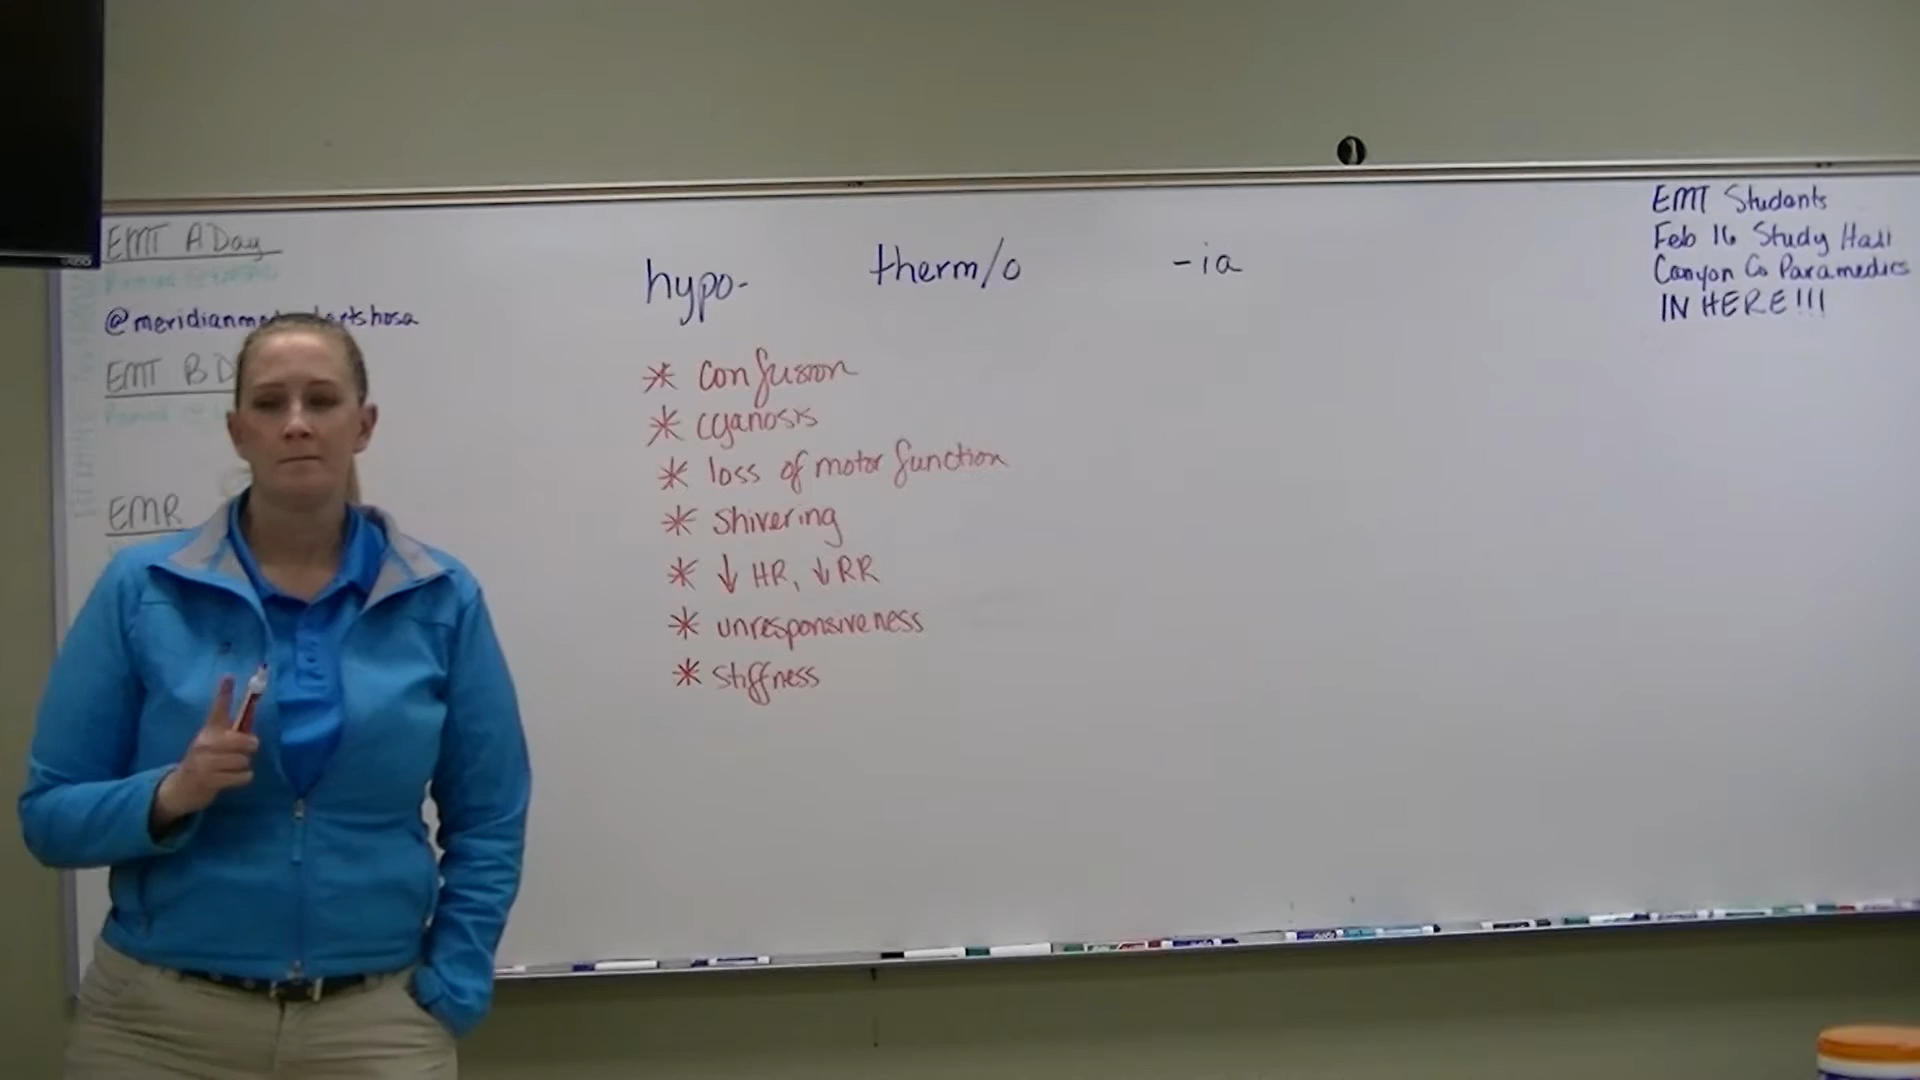 EMT A Day
@meridianme
EMT B D
EMR
hypo- therm/o -ia
* confusion
* cyanosis
* loss of motor function
* shivering
* ↓ HR, ↓ RR
* unresponsiveness
* stiffness
EMT Students
Feb 16 Study Hall
Canyon Co Paramedics
IN HERE!!!